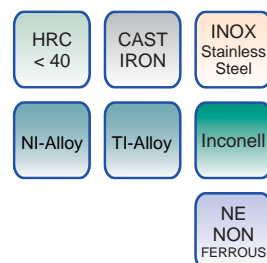 HRC
< 40
CAST
IRON
INOX
Stainless
Steel
NI-Alloy
TI-Alloy
Inconell
NE
NON
FERROUS